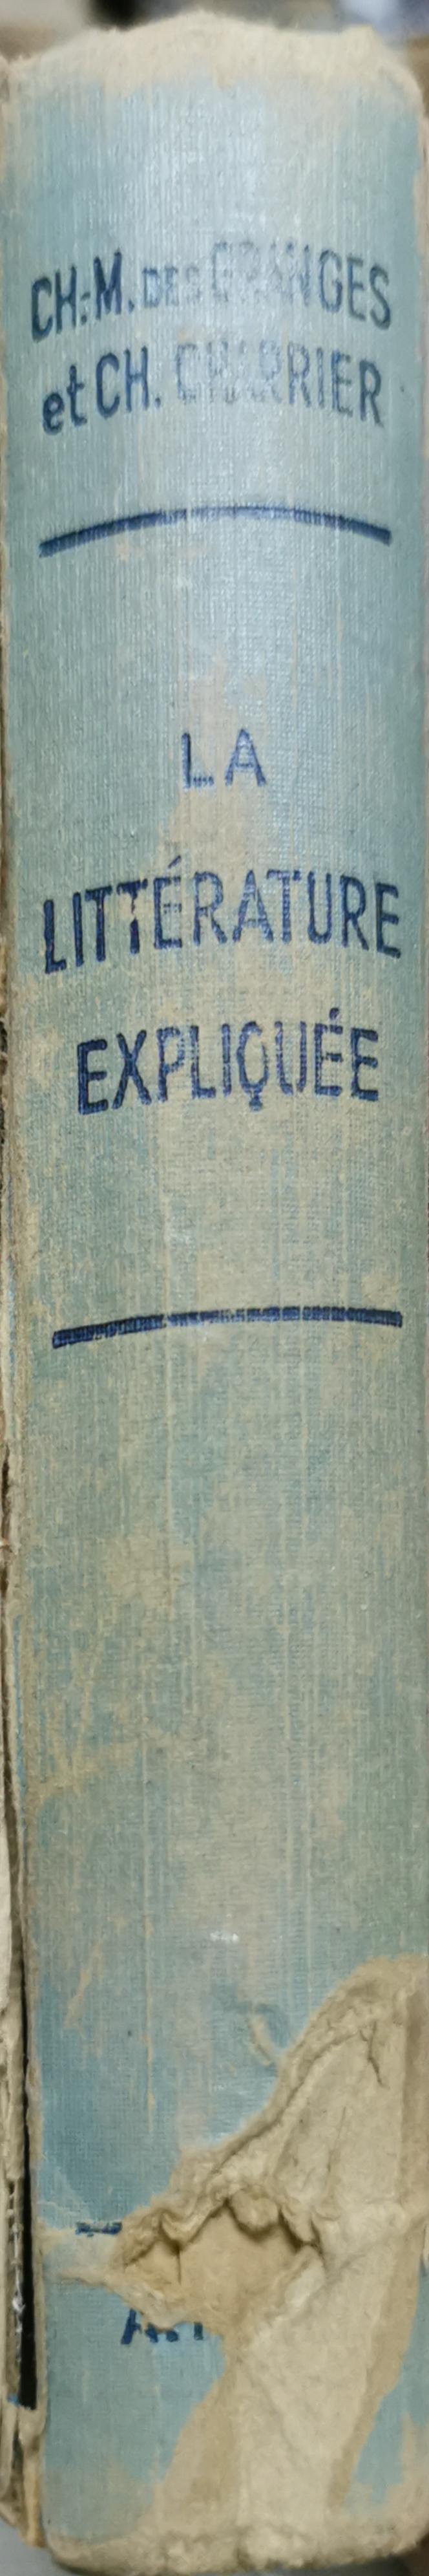 CH.-M. DES GRANGES
et CH. CHARRIER
LA
LITTÉRATURE
EXPLIQUÉE